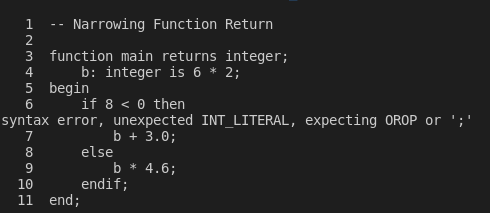 1 -- Narrowing Function Return
2
3 function main returns integer;
4     b: integer is 6 * 2;
5 begin
6     if 8 < 0 then
syntax error, unexpected INT_LITERAL, expecting OROP or ';'
7         b + 3.0;
8     else
9         b * 4.6;
10     endif;
11 end;